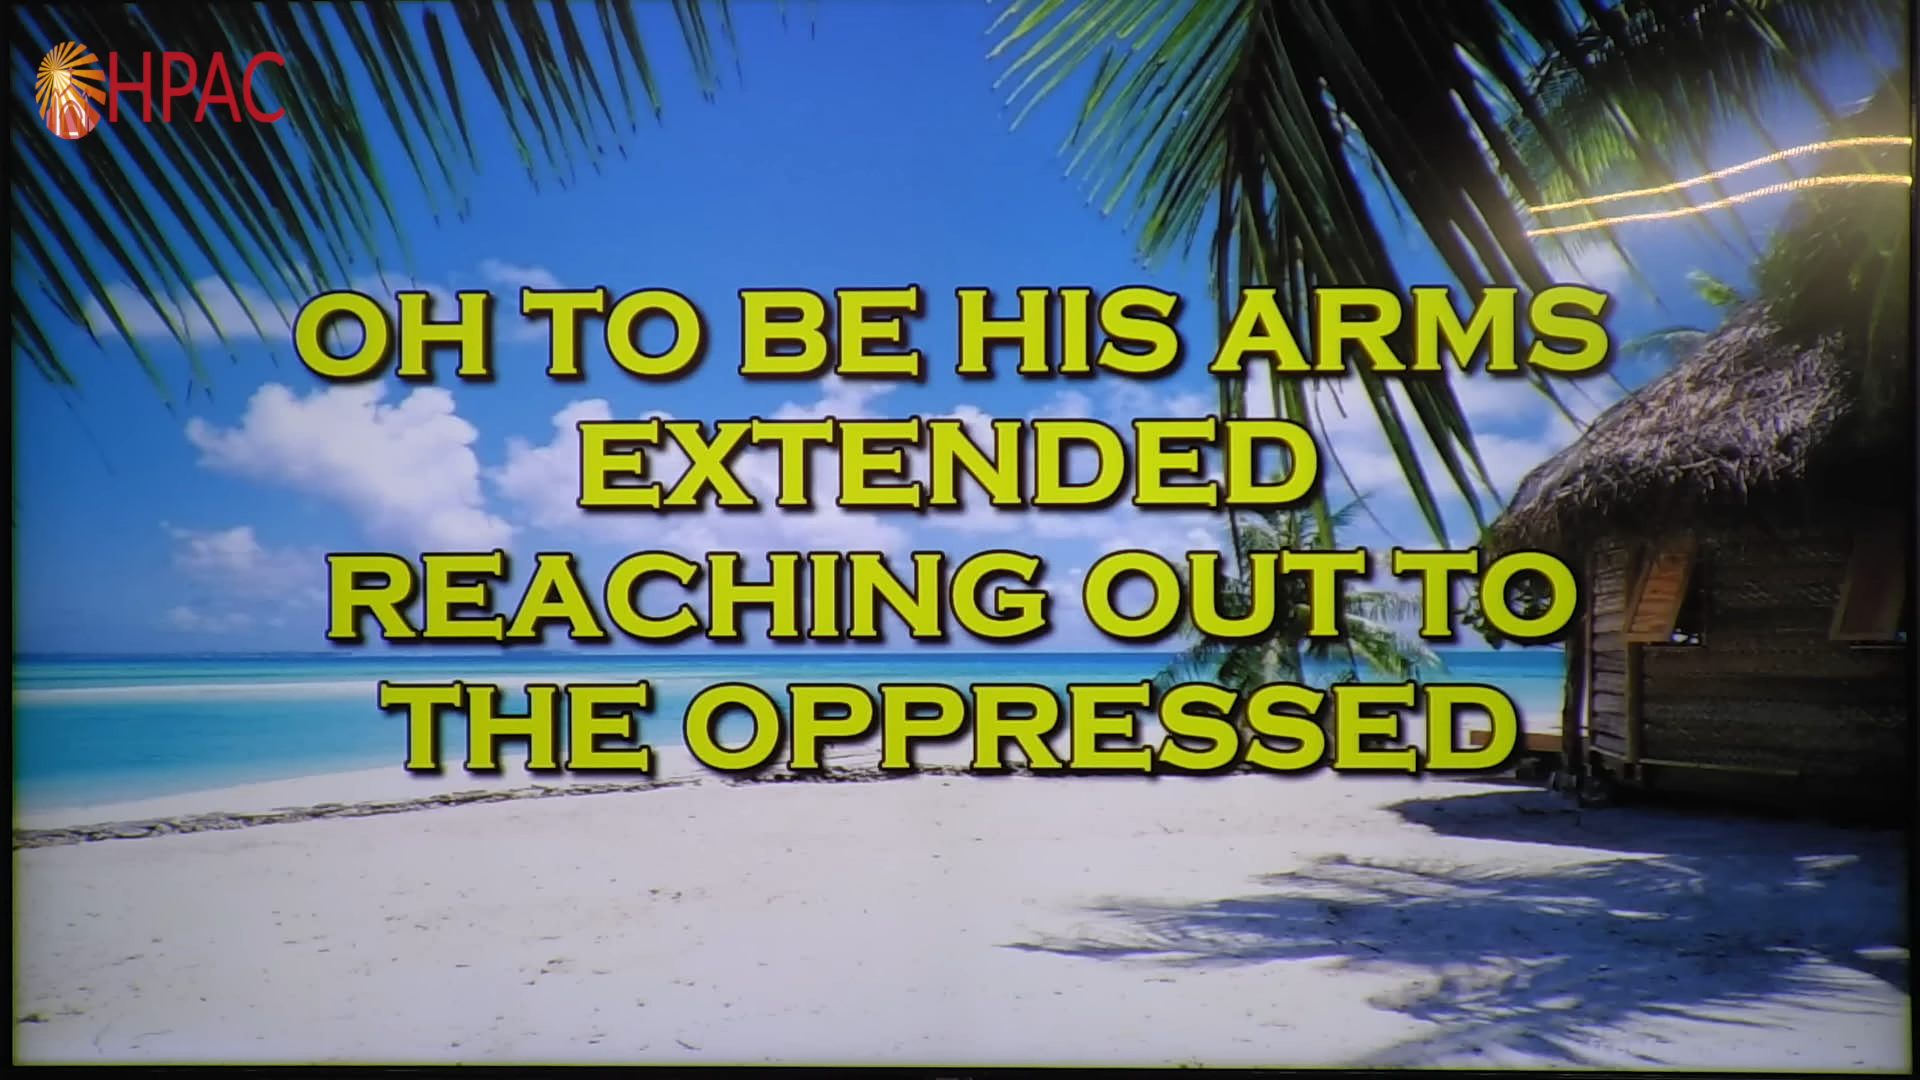 HPAC
OH TO BE HIS ARMS
EXTENDED
REACHING OUT TO
THE OPPRESSED